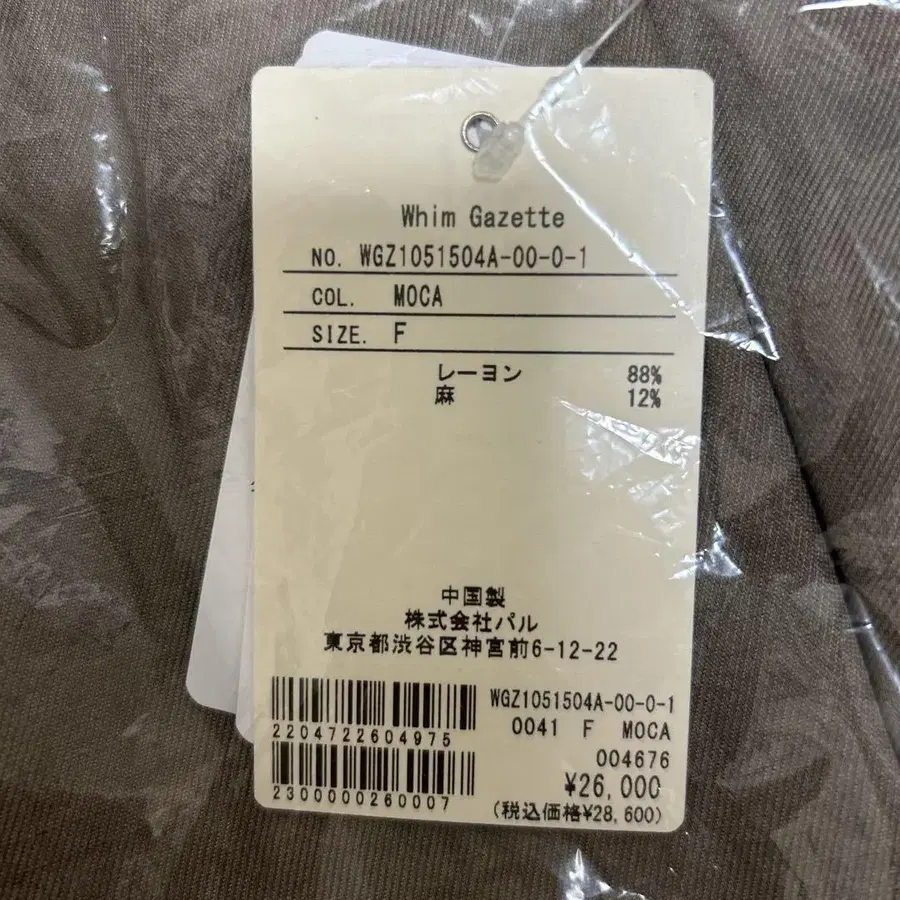 Whim Gazette
NO. WGZ1051504A-00-0-1
COL. MOCA
SIZE. F
レーヨン 88%
麻 12%
中国製
株式会社パル
東京都渋谷区神宮前6-12-22
WGZ1051504A-00-0-1
2204722604975
0041 F MOCA
004676
¥26,000
2300000260007
(税込価格¥28,600)